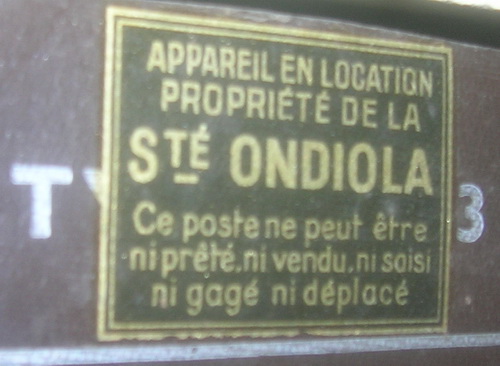 APPAREIL EN LOCATION
PROPRIÉTÉ DE LA
STÉ ONDIOLA
Ce poste ne peut être
ni prêté, ni vendu, ni saisi
ni gagé ni déplacé
T
3